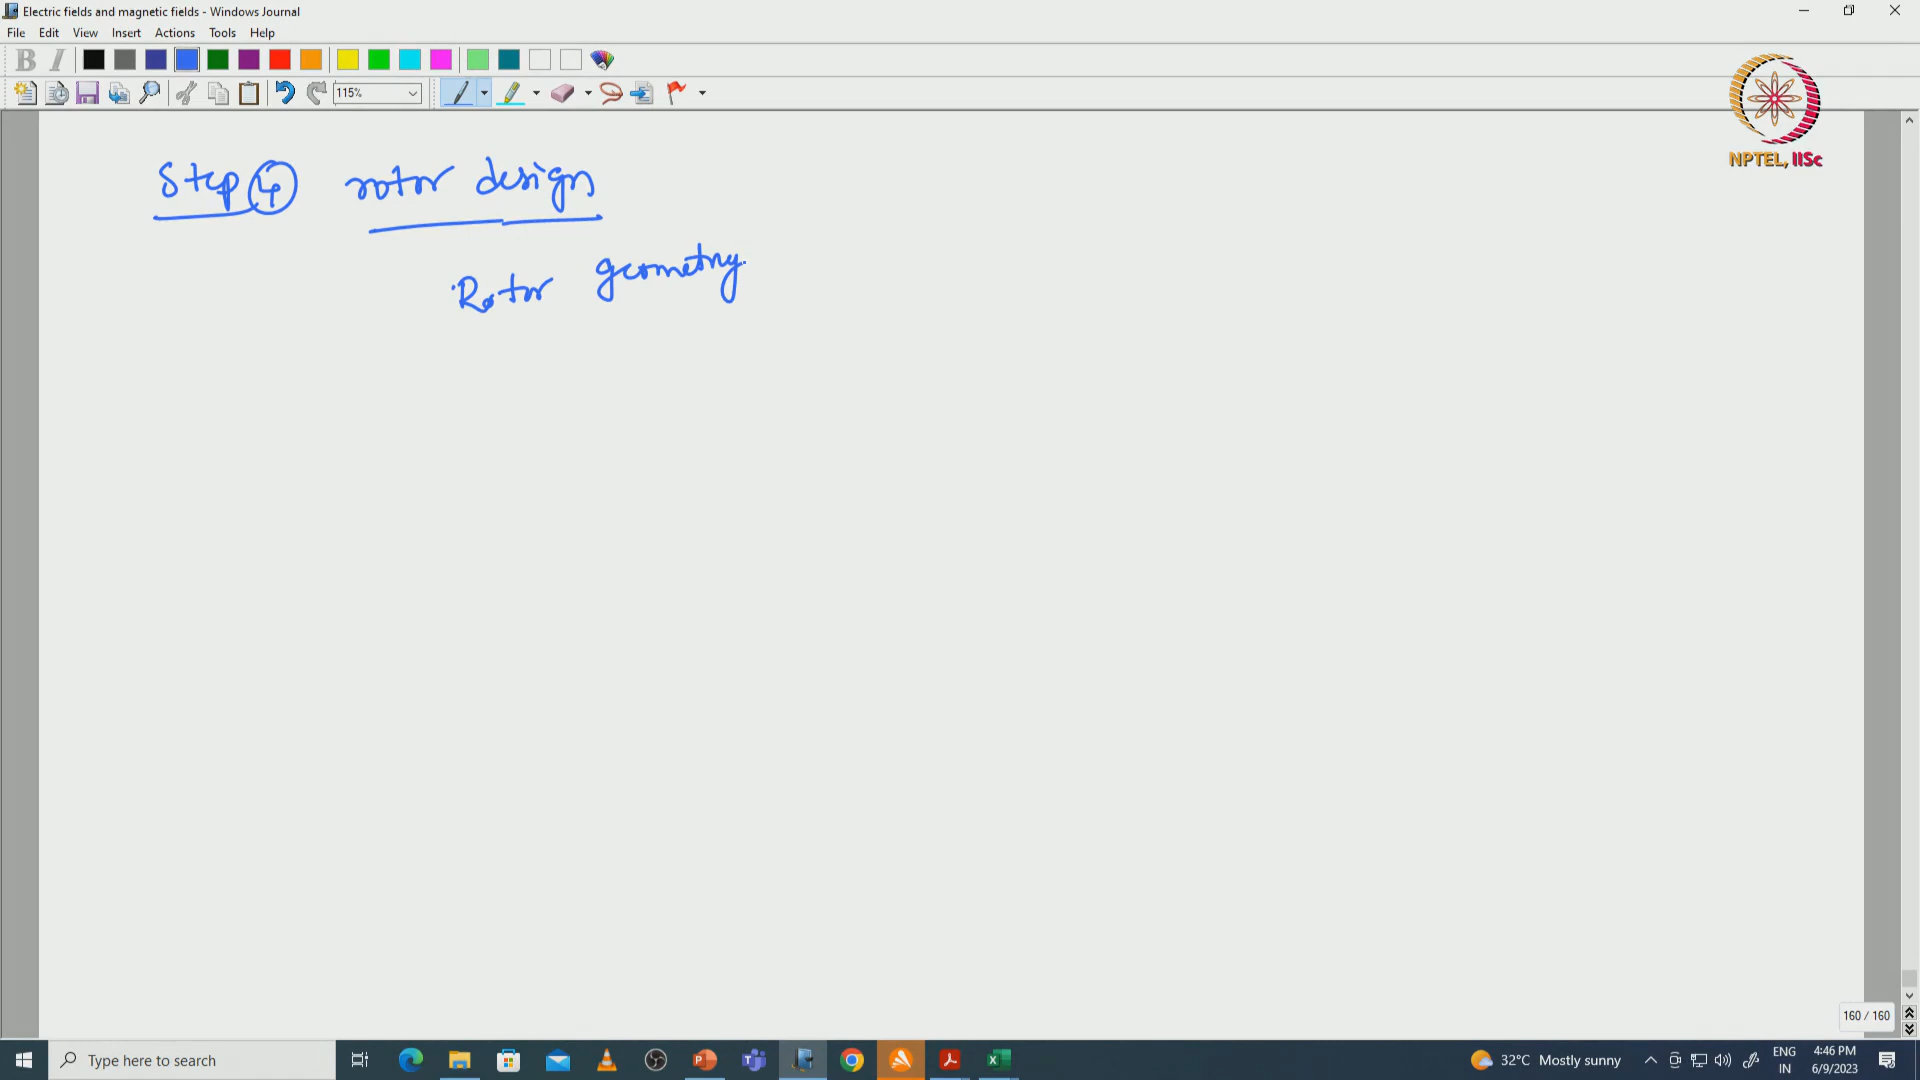 Electric fields and magnetic fields - Windows Journal
File Edit View Insert Actions Tools Help
B I
115%
NPTEL, IISc
Step 4 rotor design
Rotor geometry.
160 / 160
Type here to search
32°C Mostly sunny
ENG
IN
4:46 PM
6/9/2023